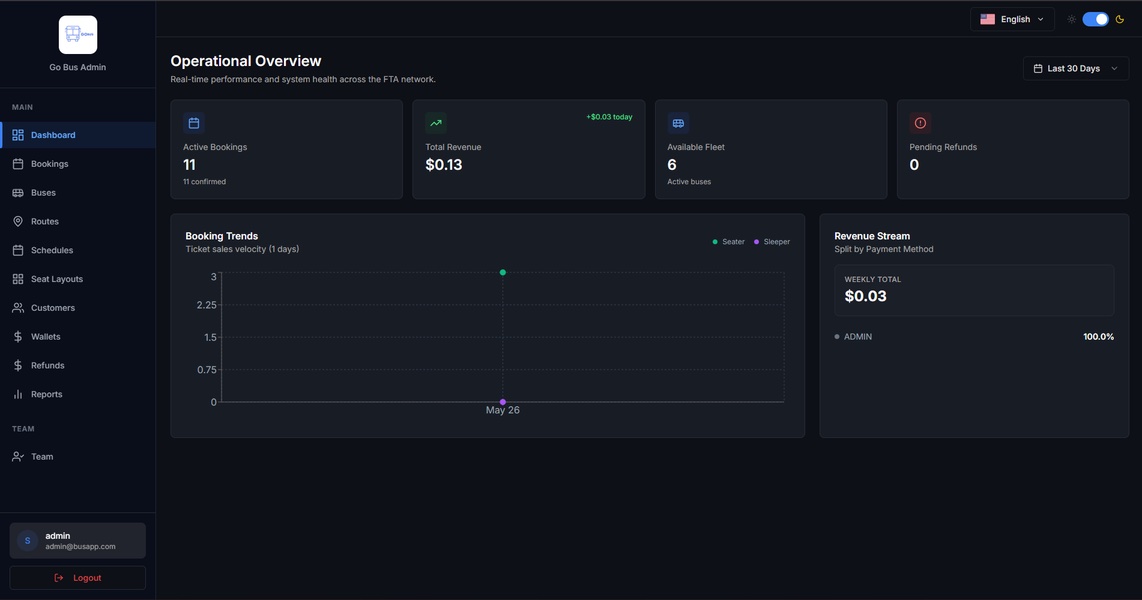 English
Go Bus Admin
MAIN
Dashboard
Bookings
Buses
Routes
Schedules
Seat Layouts
Customers
Wallets
Refunds
Reports
TEAM
Team
S
admin
admin@busapp.com
Logout
Operational Overview
Real-time performance and system health across the FTA network.
Last 30 Days
Active Bookings
11
11 confirmed
+$0.03 today
Total Revenue
$0.13
Available Fleet
6
Active buses
Pending Refunds
0
Booking Trends
Ticket sales velocity (1 days)
Seater
Sleeper
3
2.25
1.5
0.75
0
May 26
Revenue Stream
Split by Payment Method
WEEKLY TOTAL
$0.03
ADMIN 100.0%